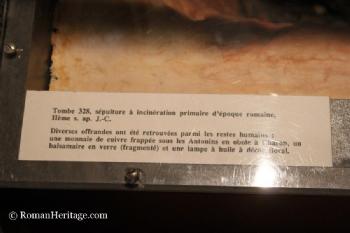 Tombe 328, sépulture à incinération primaire d'époque romaine,
IIème s. ap. J.-C.
Diverses offrandes ont été retrouvées parmi les restes humains :
une monnaie de cuivre frappée sous les Antonins en obole à Charon, un
balsamaire en verre (fragmenté) et une lampe à huile à décor floral.
© RomanHeritage.com